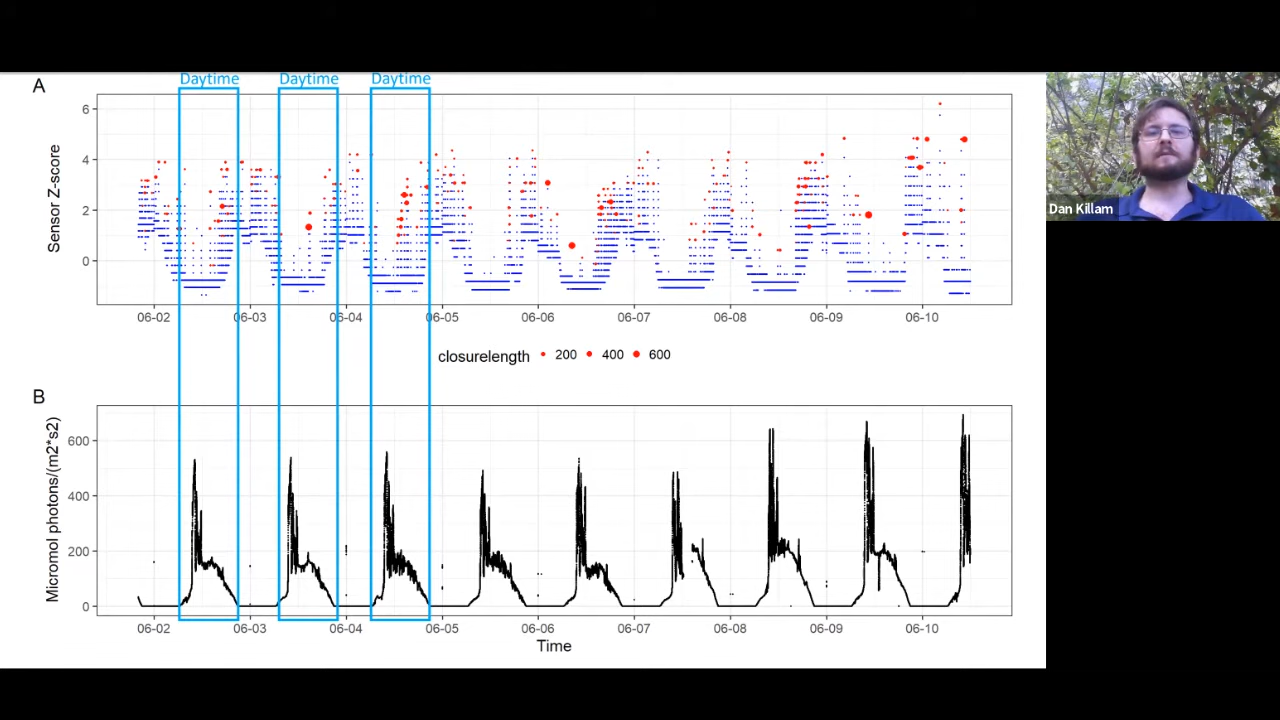 Daytime Daytime Daytime
A
6
4
2
0
Sensor Z-score
06-02 06-03 06-04 06-05 06-06 06-07 06-08 06-09 06-10
closurelength 200 400 600
B
600
400
200
0
Micromol photons/(m2*s2)
06-02 06-03 06-04 06-05 06-06 06-07 06-08 06-09 06-10
Time
Dan Killam